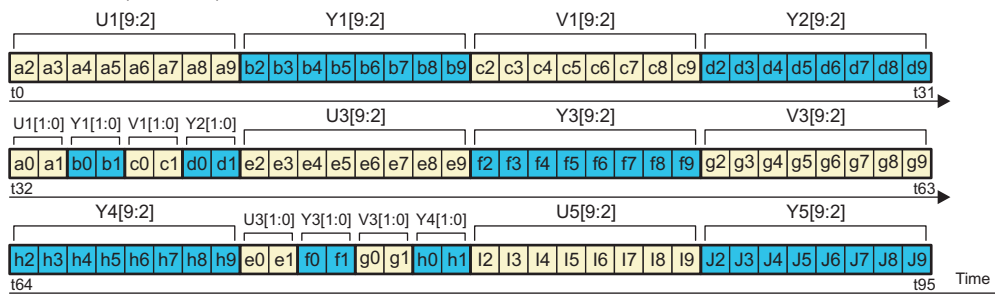 U1[9:2] Y1[9:2] V1[9:2] Y2[9:2]
a2 a3 a4 a5 a6 a7 a8 a9 b2 b3 b4 b5 b6 b7 b8 b9 c2 c3 c4 c5 c6 c7 c8 c9 d2 d3 d4 d5 d6 d7 d8 d9
t0 t31
U1[1:0] Y1[1:0] V1[1:0] Y2[1:0] U3[9:2] Y3[9:2] V3[9:2]
a0 a1 b0 b1 c0 c1 d0 d1 e2 e3 e4 e5 e6 e7 e8 e9 f2 f3 f4 f5 f6 f7 f8 f9 g2 g3 g4 g5 g6 g7 g8 g9
t32 t63
Y4[9:2] U3[1:0] Y3[1:0] V3[1:0] Y4[1:0] U5[9:2] Y5[9:2]
h2 h3 h4 h5 h6 h7 h8 h9 e0 e1 f0 f1 g0 g1 h0 h1 I2 I3 I4 I5 I6 I7 I8 I9 J2 J3 J4 J5 J6 J7 J8 J9
t64 t95 Time